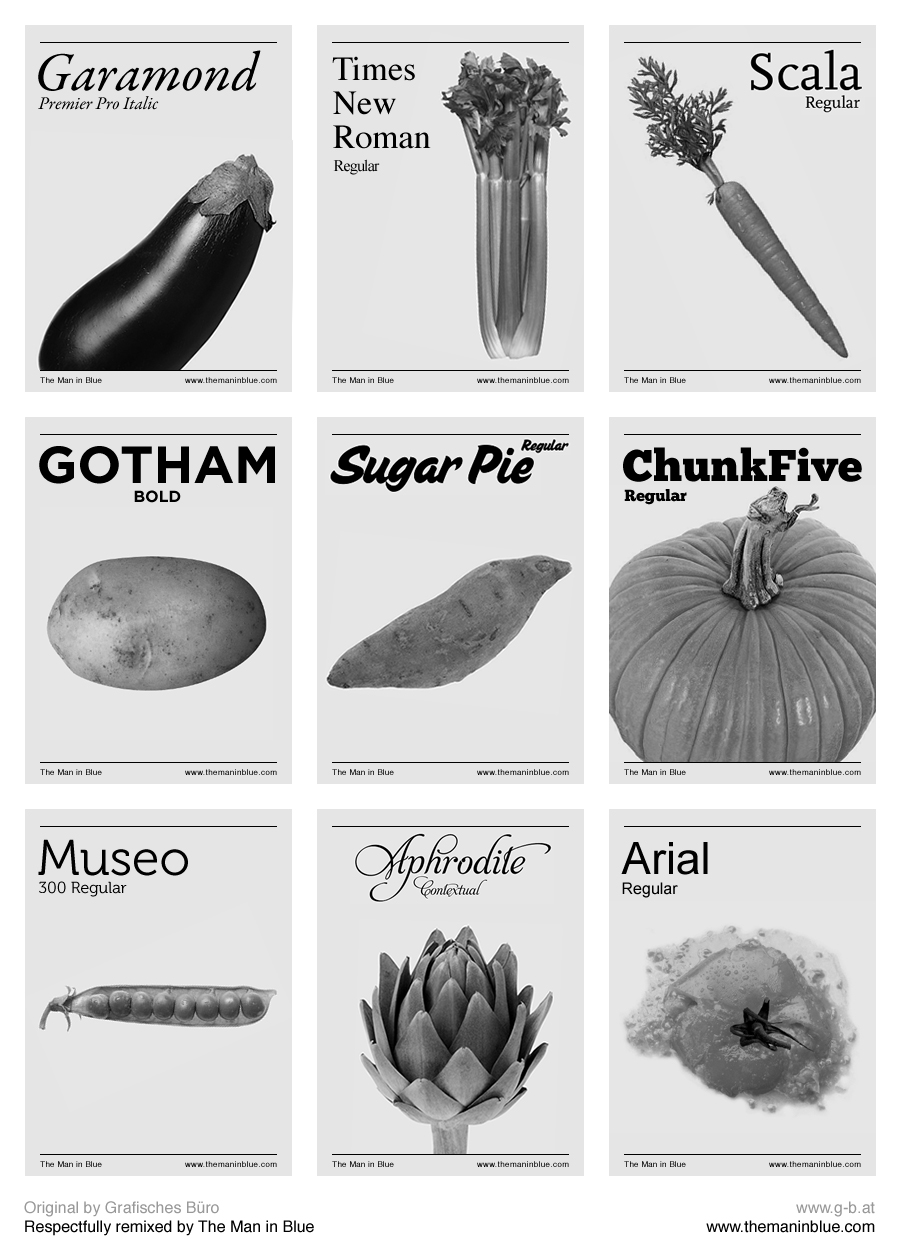 Garamond
Premier Pro Italic
The Man in Blue www.themaninblue.com
Times
New
Roman
Regular
The Man in Blue www.themaninblue.com
Scala
Regular
The Man in Blue www.themaninblue.com
GOTHAM
BOLD
The Man in Blue www.themaninblue.com
Regular
Sugar Pie
The Man in Blue www.themaninblue.com
ChunkFive
Regular
The Man in Blue www.themaninblue.com
Museo
300 Regular
The Man in Blue www.themaninblue.com
Aphrodite
Contextual
The Man in Blue www.themaninblue.com
Arial
Regular
The Man in Blue www.themaninblue.com
Original by Grafisches Büro www.g-b.at
Respectfully remixed by The Man in Blue www.themaninblue.com